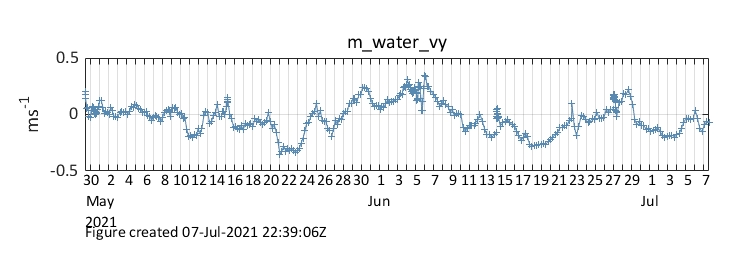 m_water_vy
0.5
0
-0.5
ms-1
30 2 4 6 8 10 12 14 16 18 20 22 24 26 28 30 1 3 5 7 9 11 13 15 17 19 21 23 25 27 29 1 3 5 7
May Jun Jul
2021
Figure created 07-Jul-2021 22:39:06Z